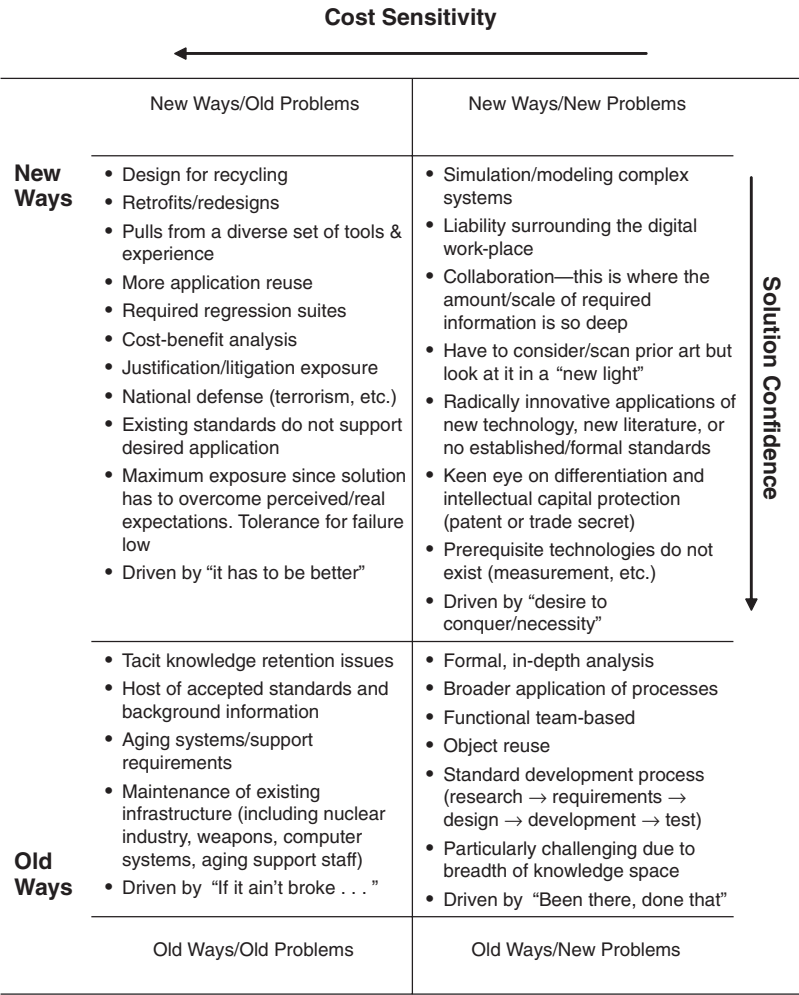 Cost Sensitivity
New Ways/Old Problems
New Ways/New Problems
New
Ways
• Design for recycling
• Retrofits/redesigns
• Pulls from a diverse set of tools &
experience
• More application reuse
• Required regression suites
• Cost-benefit analysis
• Justification/litigation exposure
• National defense (terrorism, etc.)
• Existing standards do not support
desired application
• Maximum exposure since solution
has to overcome perceived/real
expectations. Tolerance for failure
low
• Driven by “it has to be better”
• Simulation/modeling complex
systems
• Liability surrounding the digital
work-place
• Collaboration—this is where the
amount/scale of required
information is so deep
• Have to consider/scan prior art but
look at it in a “new light”
• Radically innovative applications of
new technology, new literature, or
no established/formal standards
• Keen eye on differentiation and
intellectual capital protection
(patent or trade secret)
• Prerequisite technologies do not
exist (measurement, etc.)
• Driven by “desire to
conquer/necessity”
Solution Confidence
Old
Ways
• Tacit knowledge retention issues
• Host of accepted standards and
background information
• Aging systems/support
requirements
• Maintenance of existing
infrastructure (including nuclear
industry, weapons, computer
systems, aging support staff)
• Driven by “If it ain’t broke . . . ”
• Formal, in-depth analysis
• Broader application of processes
• Functional team-based
• Object reuse
• Standard development process
(research → requirements →
design → development → test)
• Particularly challenging due to
breadth of knowledge space
• Driven by “Been there, done that”
Old Ways/Old Problems
Old Ways/New Problems